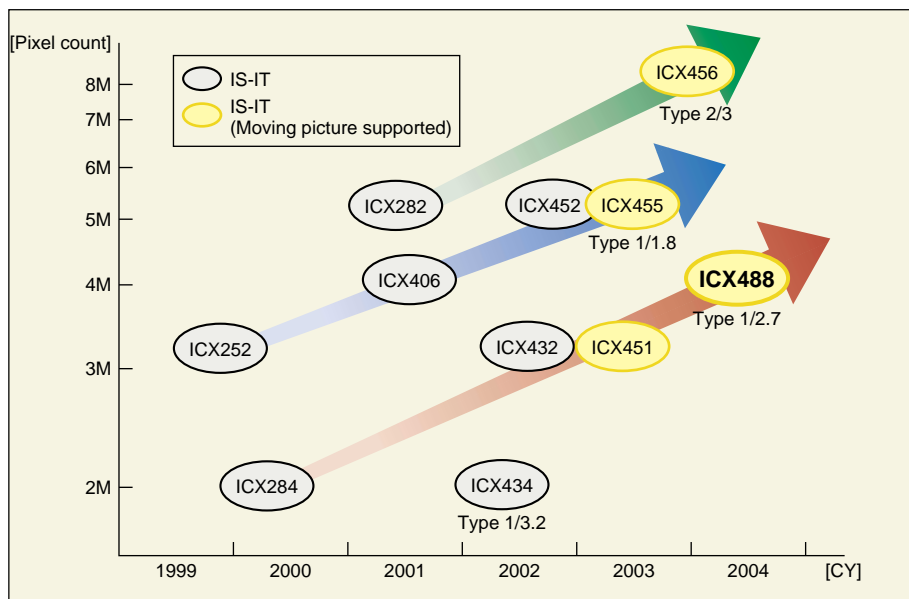 [Pixel count]
IS-IT
IS-IT
(Moving picture supported)
8M
7M
6M
5M
4M
3M
2M
ICX456
Type 2/3
ICX282
ICX452
ICX455
Type 1/1.8
ICX406
ICX488
Type 1/2.7
ICX252
ICX432
ICX451
ICX284
ICX434
Type 1/3.2
1999
2000
2001
2002
2003
2004
[CY]